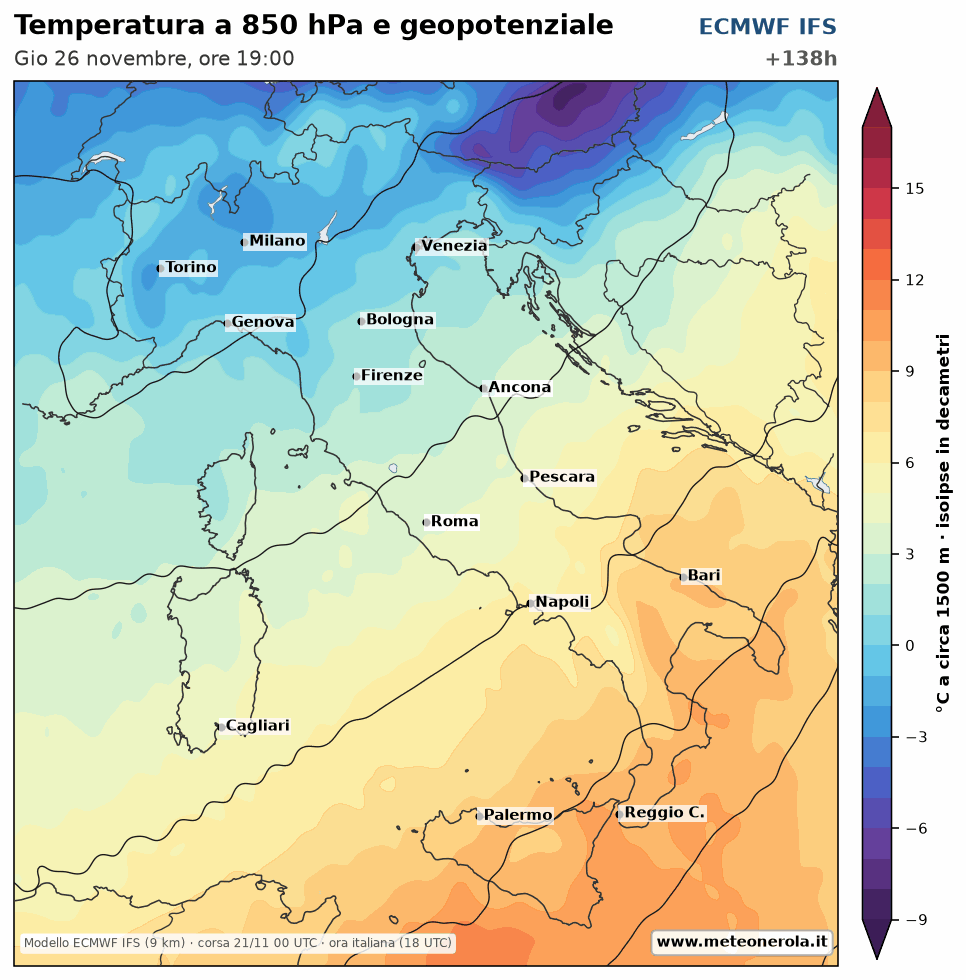 Temperatura a 850 hPa e geopotenziale
ECMWF IFS
Gio 26 novembre, ore 19:00
+138h
Milano
Venezia
Torino
Genova
Bologna
Firenze
Ancona
Pescara
Roma
Bari
Napoli
Cagliari
Palermo
Reggio C.
15
12
9
6
3
0
−3
−6
−9
°C a circa 1500 m · isoipse in decametri
Modello ECMWF IFS (9 km) · corsa 21/11 00 UTC · ora italiana (18 UTC)
www.meteonerola.it